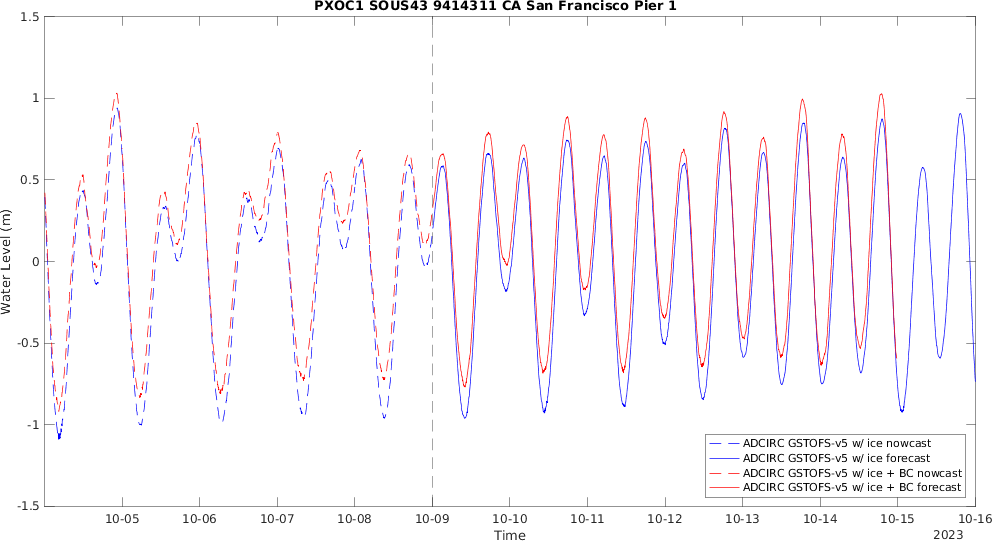 PXOC1 SOUS43 9414311 CA San Francisco Pier 1
1.5
1
0.5
0
-0.5
-1
-1.5
Water Level (m)
ADCIRC GSTOFS-v5 w/ ice nowcast
ADCIRC GSTOFS-v5 w/ ice forecast
ADCIRC GSTOFS-v5 w/ ice + BC nowcast
ADCIRC GSTOFS-v5 w/ ice + BC forecast
10-05 10-06 10-07 10-08 10-09 10-10 10-11 10-12 10-13 10-14 10-15 10-16
Time
2023